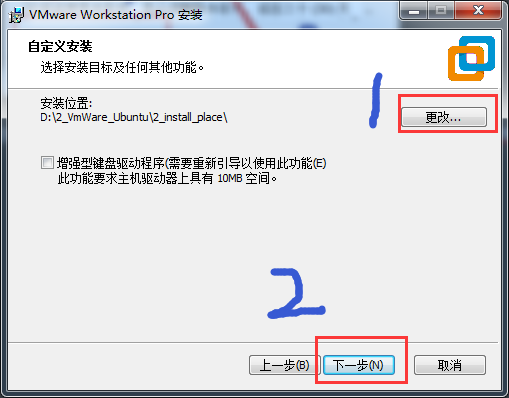 VMware Workstation Pro 安装
自定义安装
选择安装目标及任何其他功能。
安装位置:
D:\2_VmWare_Ubuntu\2_install_place\
1
更改...
增强型键盘驱动程序(需要重新引导以使用此功能(E)
此功能要求主机驱动器上具有 10MB 空间。
2
上一步(B)
下一步(N)
取消